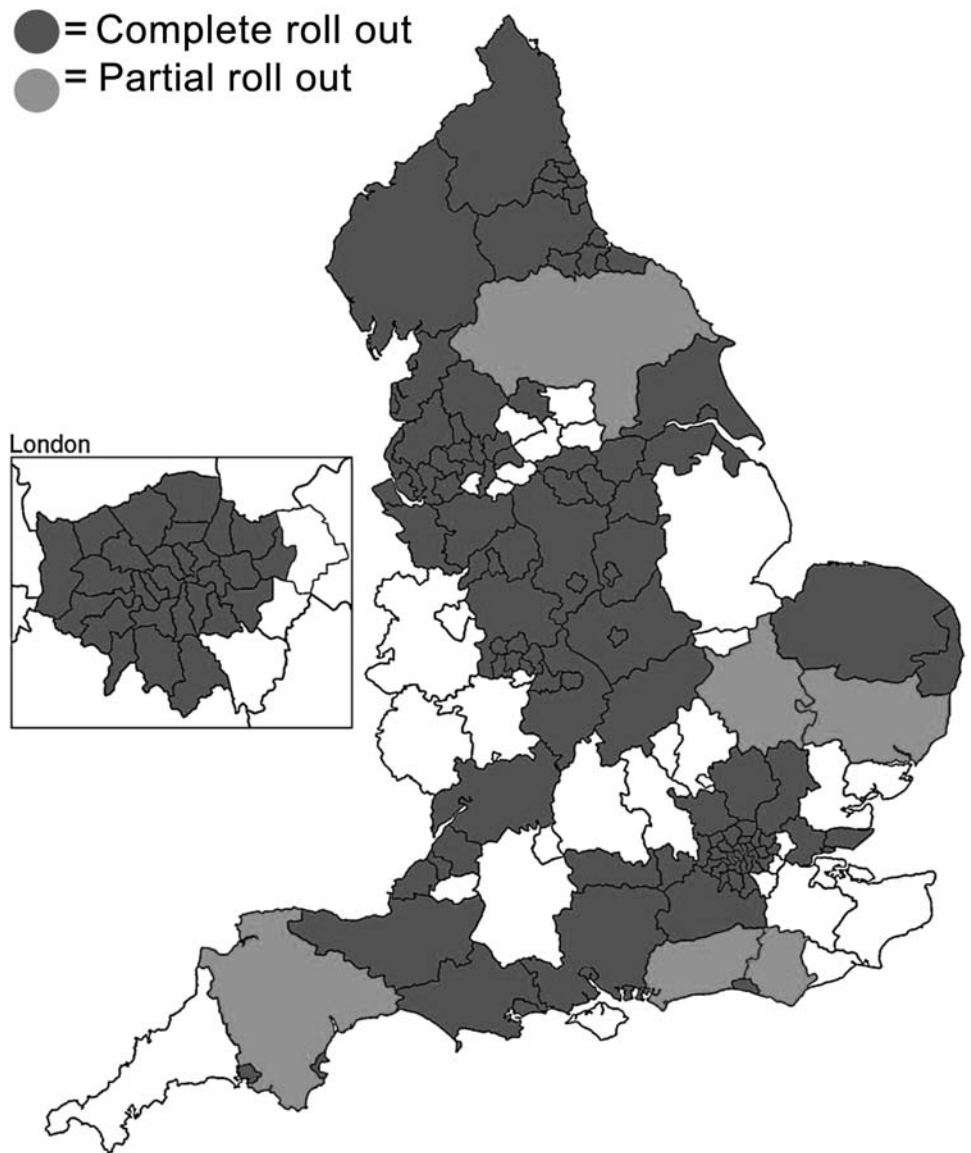 = Complete roll out
= Partial roll out
London